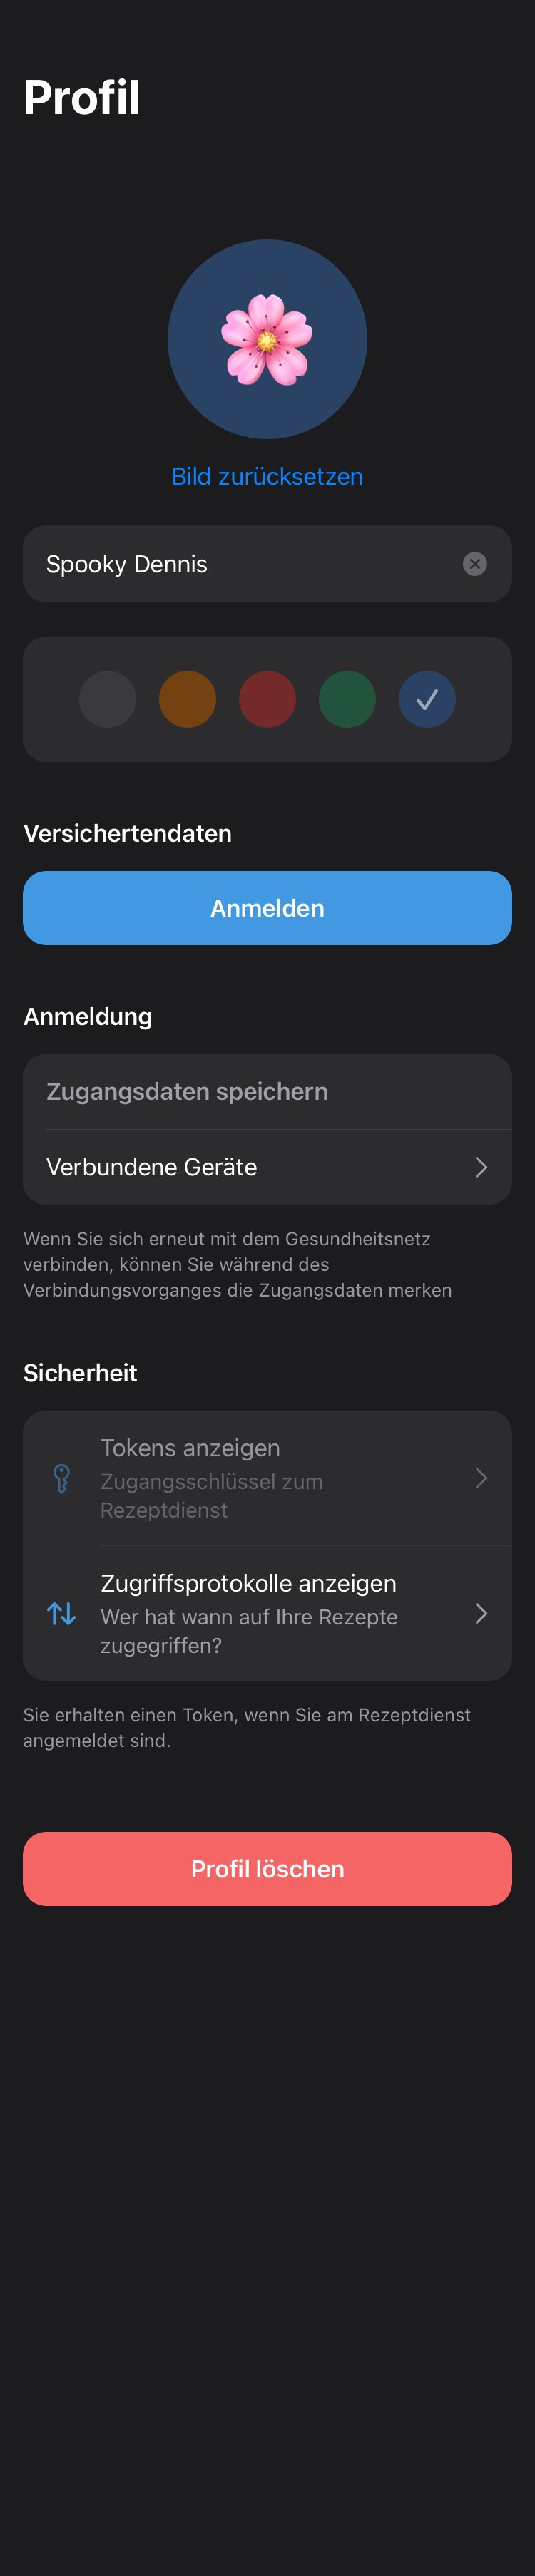 Profil
Bild zurücksetzen
Spooky Dennis
Versichertendaten
Anmelden
Anmeldung
Zugangsdaten speichern
Verbundene Geräte
Wenn Sie sich erneut mit dem Gesundheitsnetz
verbinden, können Sie während des
Verbindungsvorganges die Zugangsdaten merken
Sicherheit
Tokens anzeigen
Zugangsschlüssel zum
Rezeptdienst
Zugriffsprotokolle anzeigen
Wer hat wann auf Ihre Rezepte
zugegriffen?
Sie erhalten einen Token, wenn Sie am Rezeptdienst
angemeldet sind.
Profil löschen